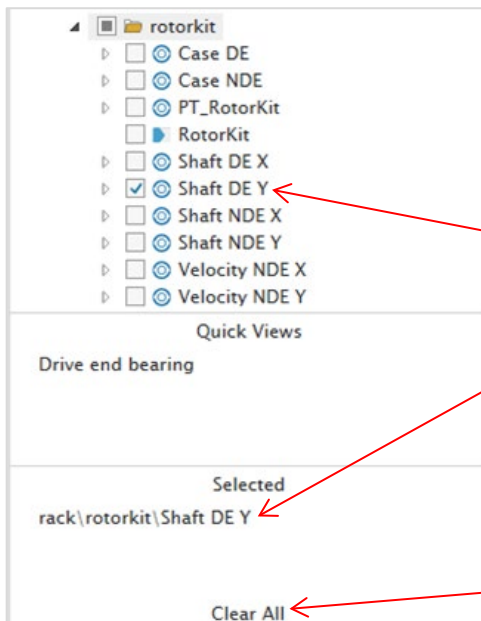 rotorkit
Case DE
Case NDE
PT_RotorKit
RotorKit
Shaft DE X
Shaft DE Y
Shaft NDE X
Shaft NDE Y
Velocity NDE X
Velocity NDE Y
Quick Views
Drive end bearing
Selected
rack\rotorkit\Shaft DE Y
Clear All